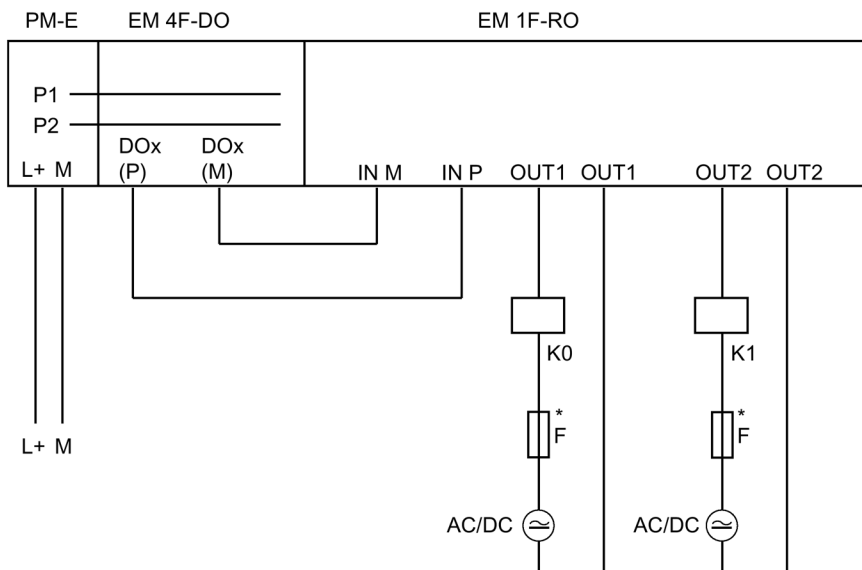 PM-E EM 4F-DO EM 1F-RO
P1
P2
DOx DOx
L+ M (P) (M) IN M IN P OUT1 OUT1 OUT2 OUT2
K0 K1
* *
L+ M F F
AC/DC AC/DC